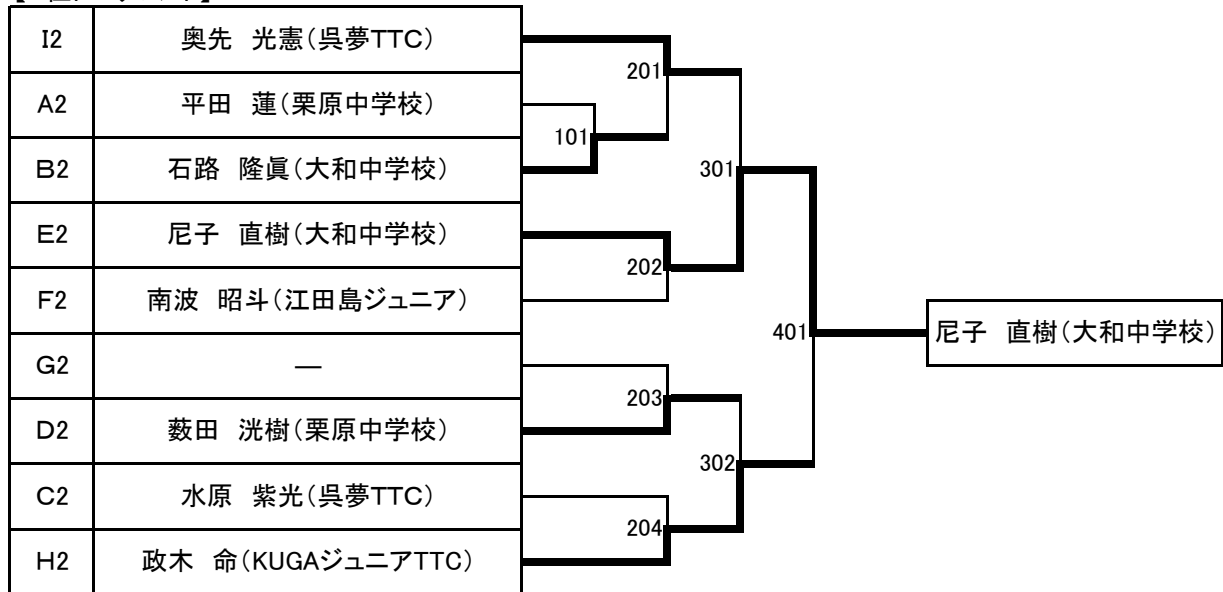 I2 奥先　光憲（呉夢TTC）
A2 平田　蓮（栗原中学校）
B2 石路　隆眞（大和中学校）
E2 尼子　直樹（大和中学校）
F2 南波　昭斗（江田島ジュニア）
G2 ―
D2 薮田　洸樹（栗原中学校）
C2 水原　紫光（呉夢TTC）
H2 政木　命（KUGAジュニアTTC）
101
201
202
203
204
301
302
401
尼子　直樹（大和中学校）